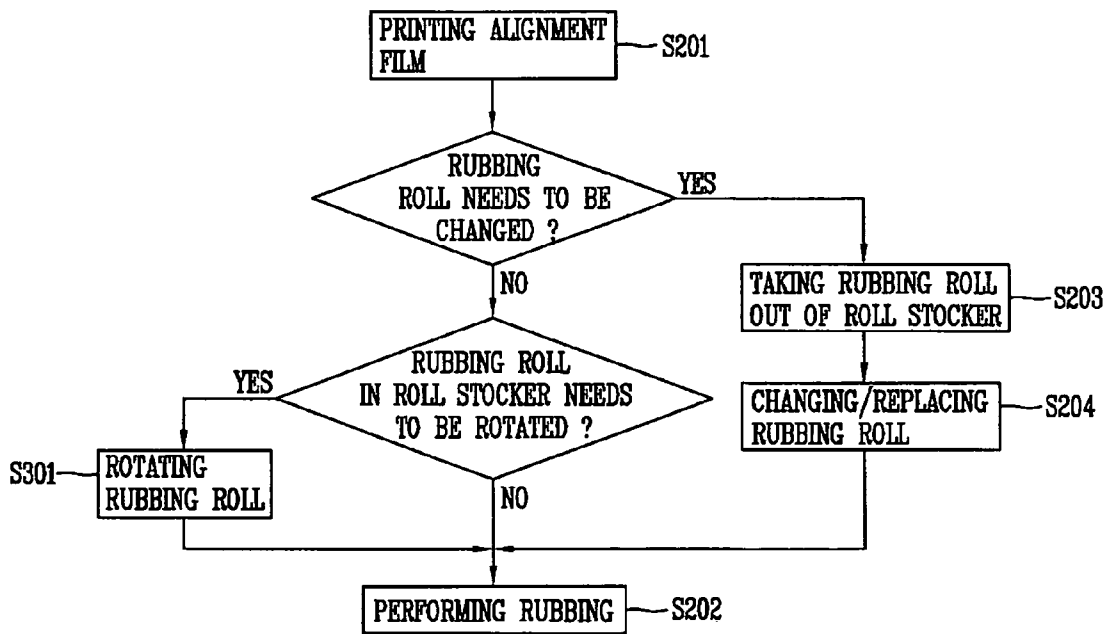 PRINTING ALIGNMENT
FILM
S201
RUBBING
ROLL NEEDS TO BE
CHANGED ?
YES
NO
TAKING RUBBING ROLL
OUT OF ROLL STOCKER
S203
RUBBING ROLL
IN ROLL STOCKER NEEDS
TO BE ROTATED ?
YES
CHANGING/REPLACING
RUBBING ROLL
S204
S301
ROTATING
RUBBING ROLL
NO
PERFORMING RUBBING
S202